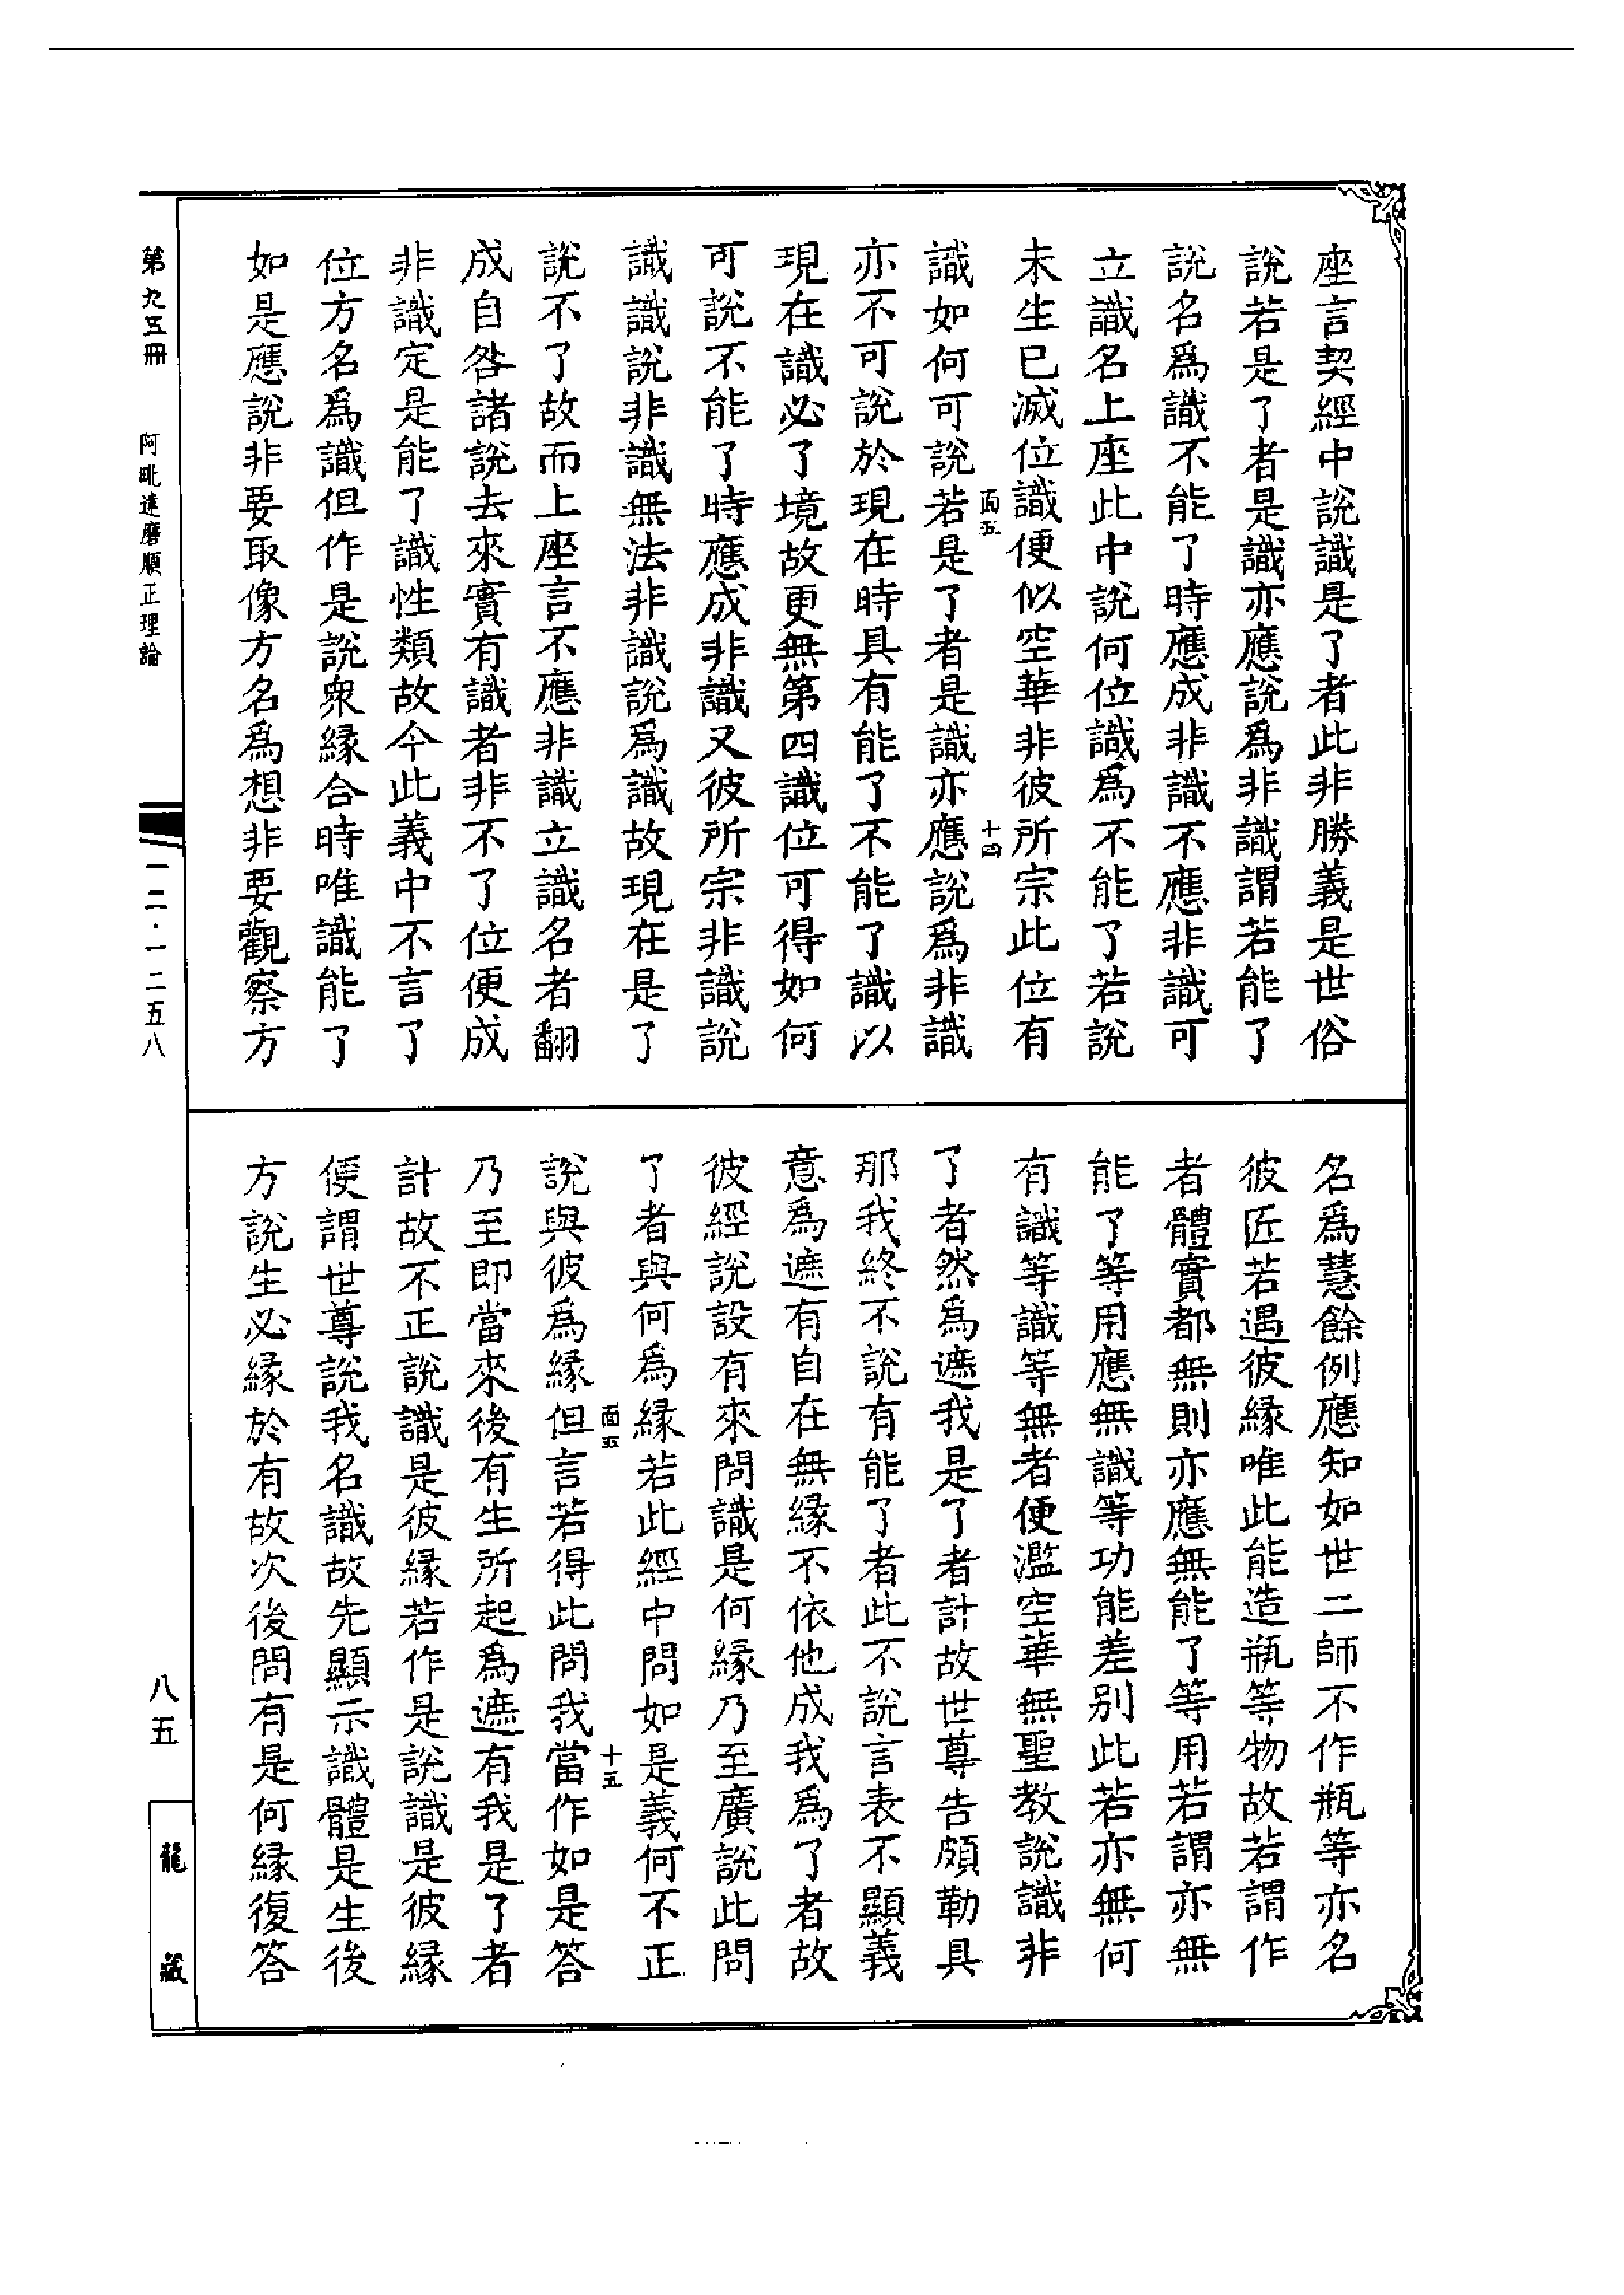 座言契經中說識是了者此非勝義是世俗
說若是了者是識亦應說爲非識謂若能了
說名爲識不能了時應成非識不應非識可
立識名上座此中說何位識爲不能了若說
未生已滅位識便似空華非彼所宗此位有
面五
十四
識如何可說若是了者是識亦應說爲非識
亦不可說於現在時具有能了不能了識以
現在識必了境故更無第四識位可得如何
可說不能了時應成非識又彼所宗非識說
識識說非識無法非識說爲識故現在是了
說不了故而上座言不應非識立識名者翻
成自咎諸說去來實有識者非不了位便成
非識定是能了識性類故今此義中不言了
位方名爲識但作是說衆緣合時唯識能了
如是應說非要取像方名爲想非要觀察方
名爲慧餘例應知如世二師不作瓶等亦名
彼匠若遇彼緣唯此能造瓶等物故若謂作
者體實都無則亦應無能了等用若謂亦無
能了等用應無識等功能差别此若亦無何
有識等識等無者便濫空華無聖教說識非
了者然爲遮我是了者計故世尊告頗勒具
那我終不說有能了者此不說言表不顯義
意爲遮有自在無緣不依他成我爲了者故
彼經說設有來問識是何緣乃至廣說此問
了者與何爲緣若此經中問如是義何不正
面五
十五
說與彼爲緣但言若得此問我當作如是答
乃至即當來後有生所起爲遮有我是了者
計故不正說識是彼緣若作是說識是彼緣
便謂世尊說我名識故先顯示識體是生後
方說生必緣於有故次後問有是何緣復答
第九五冊
阿毗達磨順正理論
一二·一二五八
八五
龍藏